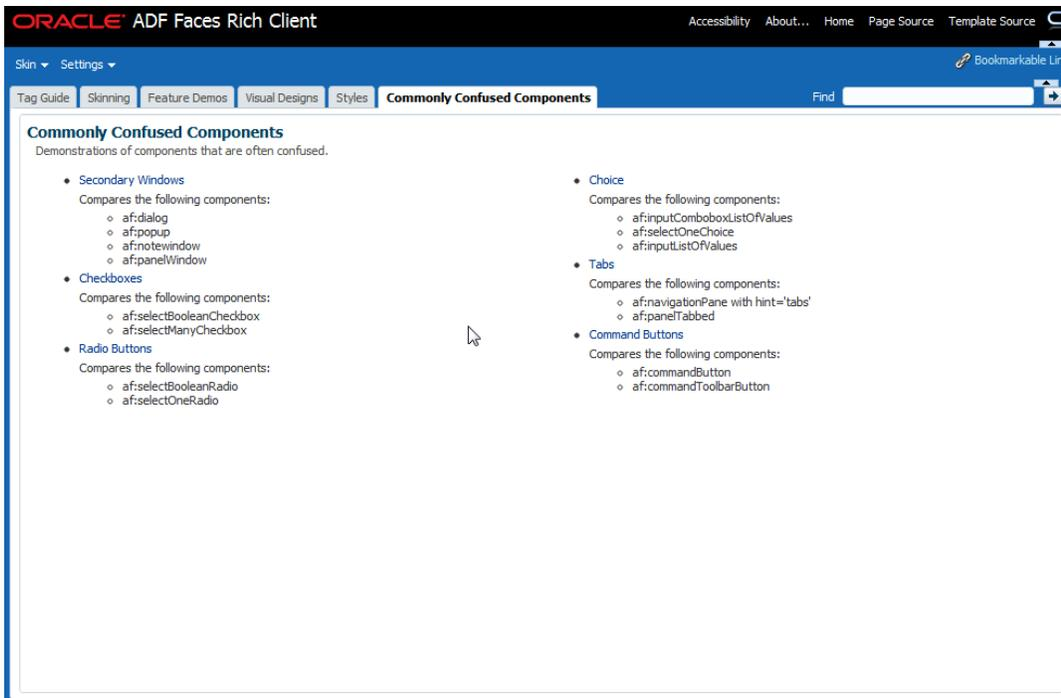 ORACLE ADF Faces Rich Client
Accessibility About... Home Page Source Template Source
Skin Settings
Bookmarkable
Tag Guide Skinning Feature Demos Visual Designs Styles Commonly Confused Components
Find
Commonly Confused Components
Demonstrations of components that are often confused.
Secondary Windows
Compares the following components:
af:dialog
af:popup
af:notewindow
af:panelWindow
Checkboxes
Compares the following components:
af:selectBooleanCheckbox
af:selectManyCheckbox
Radio Buttons
Compares the following components:
af:selectBooleanRadio
af:selectOneRadio
Choice
Compares the following components:
af:inputComboboxListOfValues
af:selectOneChoice
af:inputListOfValues
Tabs
Compares the following components:
af:navigationPane with hint='tabs'
af:panelTabbed
Command Buttons
Compares the following components:
af:commandButton
af:commandToolbarButton